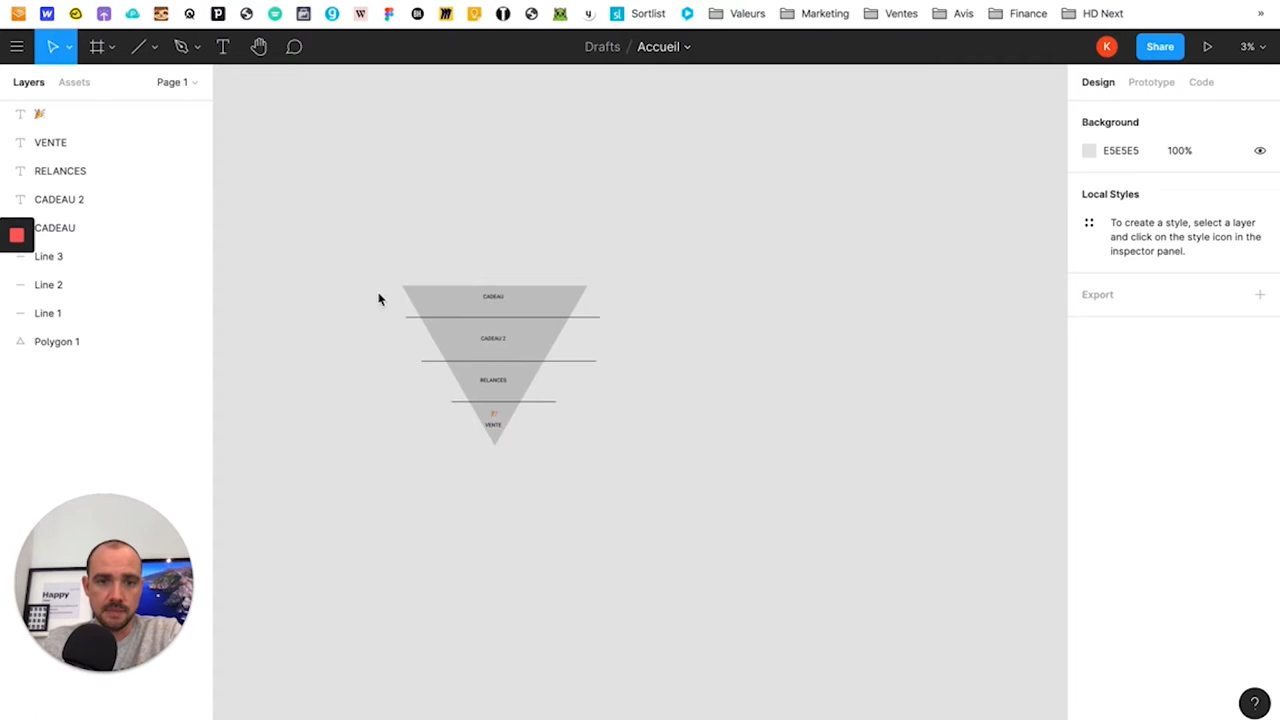 Sortlist
Valeurs
Marketing
Ventes
Avis
Finance
HD Next
»
Drafts / Accueil
K
Share
3%
Layers
Assets
Page 1
Design
Prototype
Code
VENTE
RELANCES
CADEAU 2
CADEAU
Line 3
Line 2
Line 1
Polygon 1
Background
E5E5E5
100%
Local Styles
To create a style, select a layer
and click on the style icon in the
inspector panel.
Export
CADEAU
CADEAU 2
RELANCES
VENTE
Happy
?